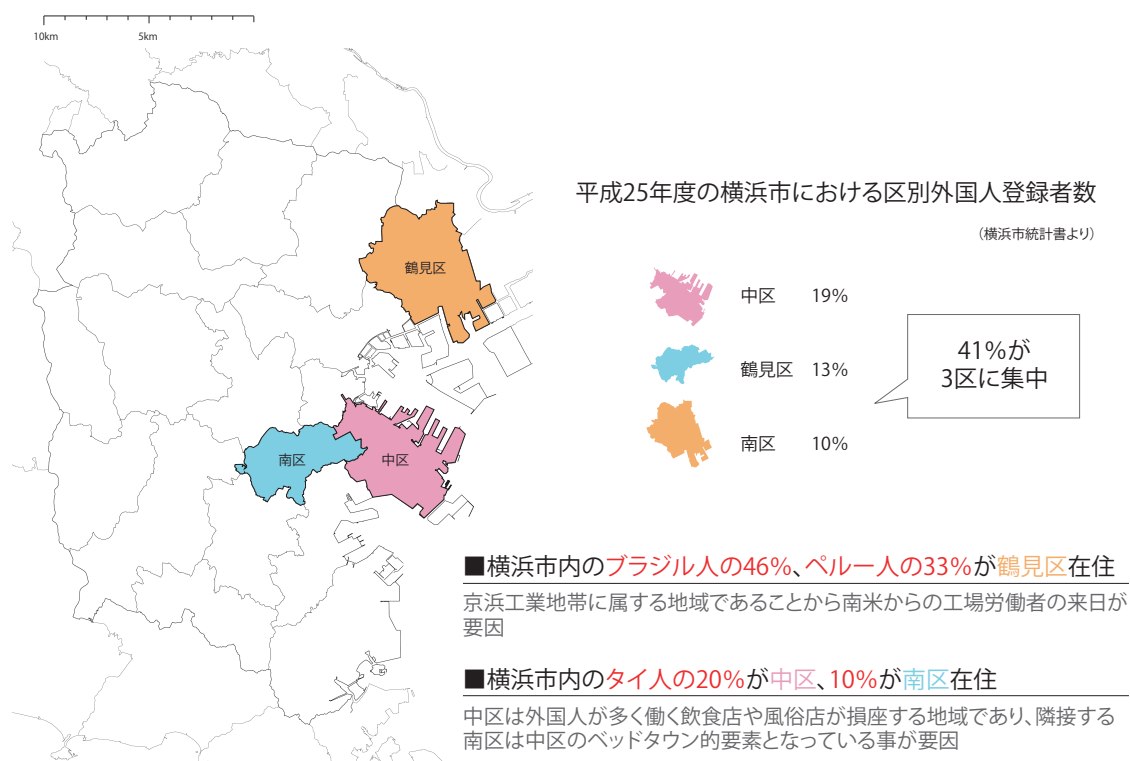 10km
5km
平成25年度の横浜市における区別外国人登録者数
（横浜市統計書より）
鶴見区
中区 19%
鶴見区 13%
南区 10%
41%が
3区に集中
南区
中区
■横浜市内のブラジル人の46%、ペルー人の33%が鶴見区在住
京浜工業地帯に属する地域であることから南米からの工場労働者の来日が
要因
■横浜市内のタイ人の20%が中区、10%が南区在住
中区は外国人が多く働く飲食店や風俗店が損座する地域であり、隣接する
南区は中区のベッドタウン的要素となっている事が要因